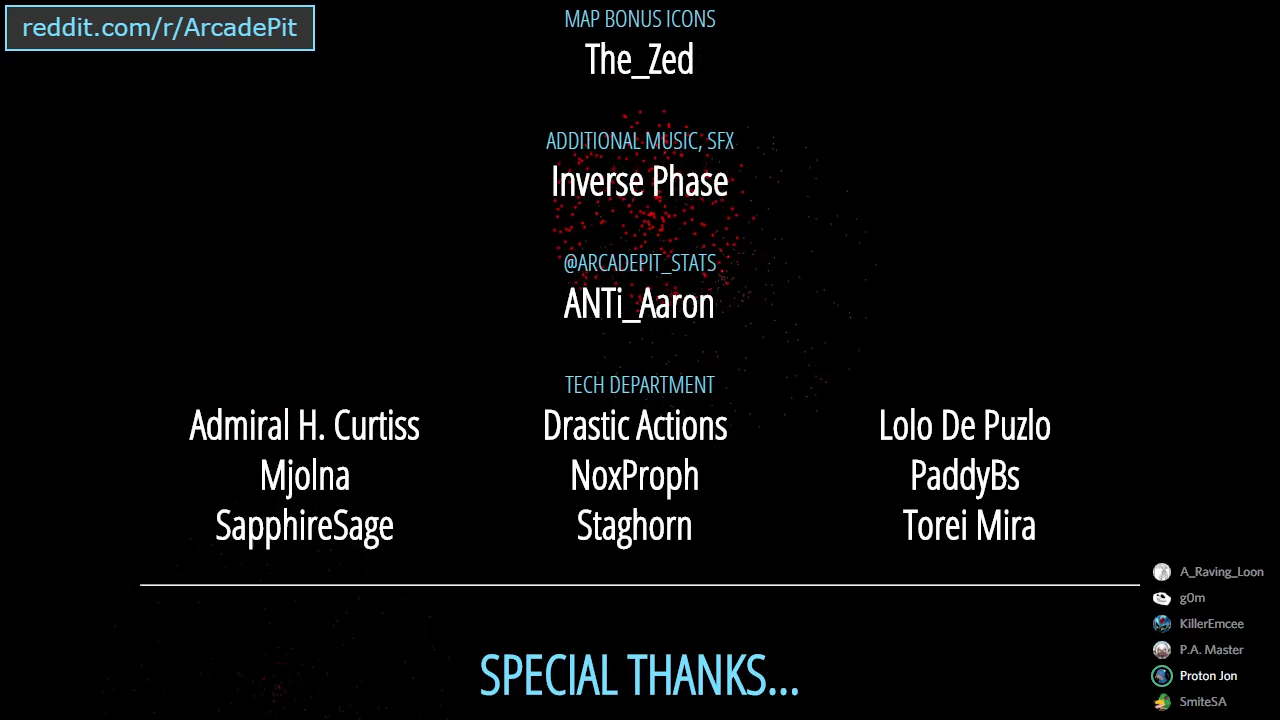 reddit.com/r/ArcadePit
MAP BONUS ICONS
The_Zed
ADDITIONAL MUSIC, SFX
Inverse Phase
@ARCADEPIT_STATS
ANTi_Aaron
TECH DEPARTMENT
Admiral H. Curtiss Drastic Actions Lolo De Puzlo
Mjolna NoxProph PaddyBs
SapphireSage Staghorn Torei Mira
SPECIAL THANKS...
A_Raving_Loon
g0m
KillerEmcee
P.A. Master
Proton Jon
SmiteSA